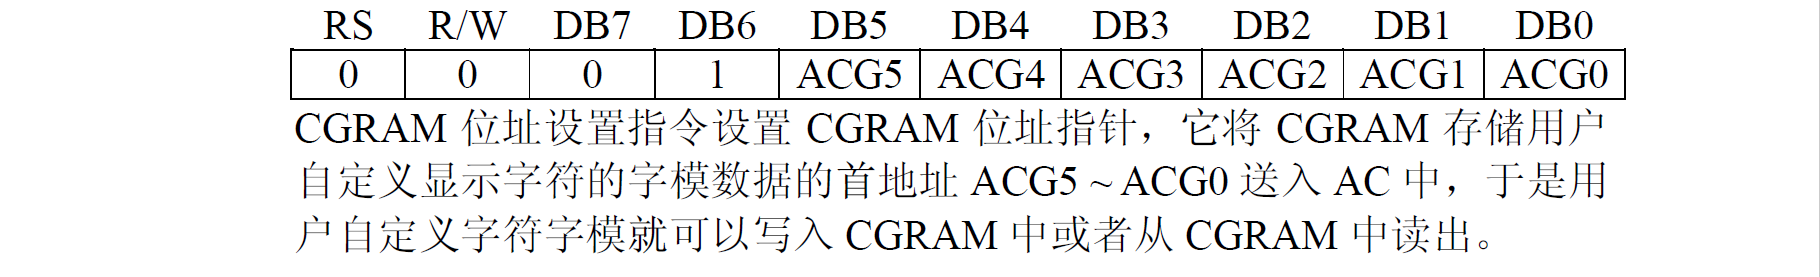 RS R/W DB7 DB6 DB5 DB4 DB3 DB2 DB1 DB0
0 0 0 1 ACG5 ACG4 ACG3 ACG2 ACG1 ACG0
CGRAM 位址设置指令设置 CGRAM 位址指针，它将 CGRAM 存储用户
自定义显示字符的字模数据的首地址 ACG5 ~ ACG0 送入 AC 中，于是用
户自定义字符字模就可以写入 CGRAM 中或者从 CGRAM 中读出。